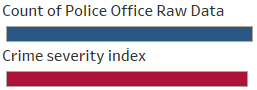 Count of Police Office Raw Data
Crime severity index